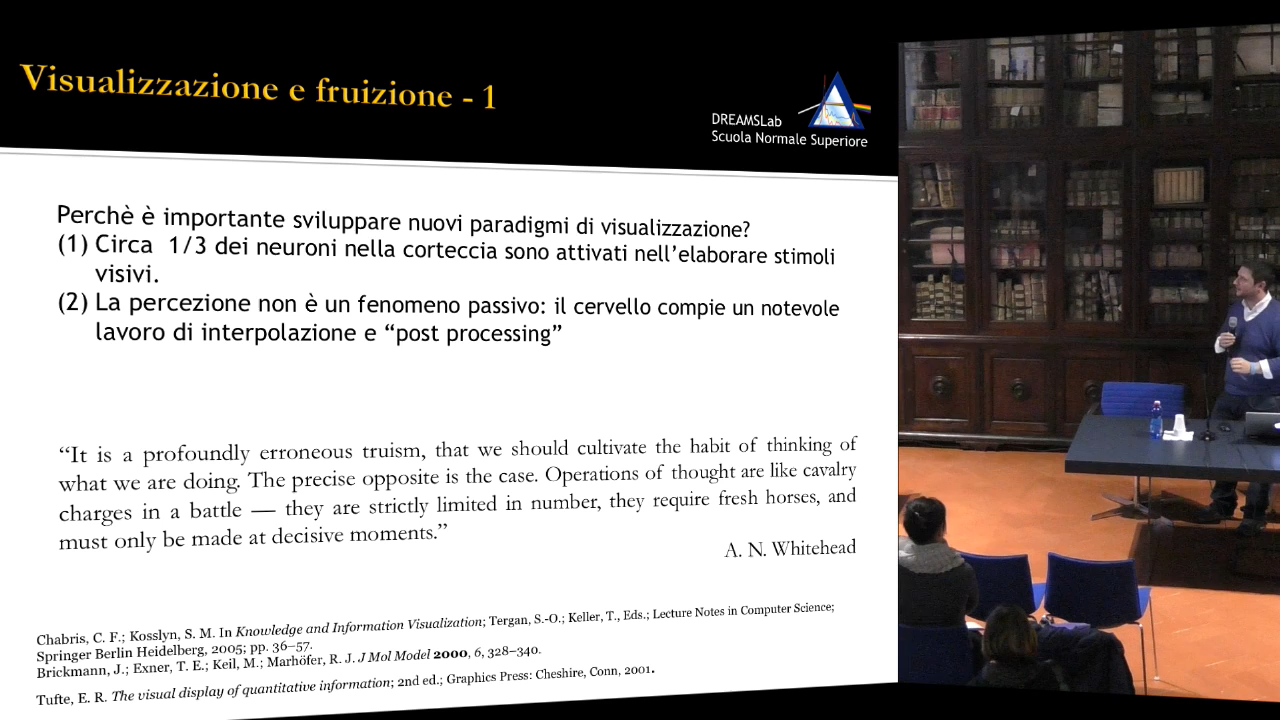 Visualizzazione e fruizione - 1
DREAMSLab
Scuola Normale Superiore
Perchè è importante sviluppare nuovi paradigmi di visualizzazione?
(1) Circa 1/3 dei neuroni nella corteccia sono attivati nell’elaborare stimoli
visivi.
(2) La percezione non è un fenomeno passivo: il cervello compie un notevole
lavoro di interpolazione e “post processing”
“It is a profoundly erroneous truism, that we should cultivate the habit of thinking of
what we are doing. The precise opposite is the case. Operations of thought are like cavalry
charges in a battle — they are strictly limited in number, they require fresh horses, and
must only be made at decisive moments.”
A. N. Whitehead
Chabris, C. F.; Kosslyn, S. M. In Knowledge and Information Visualization; Tergan, S.-O.; Keller, T., Eds.; Lecture Notes in Computer Science;
Springer Berlin Heidelberg, 2005; pp. 36–57.
Brickmann, J.; Exner, T. E.; Keil, M.; Marhöfer, R. J. J Mol Model 2000, 6, 328–340.
Tufte, E. R. The visual display of quantitative information; 2nd ed.; Graphics Press: Cheshire, Conn, 2001.